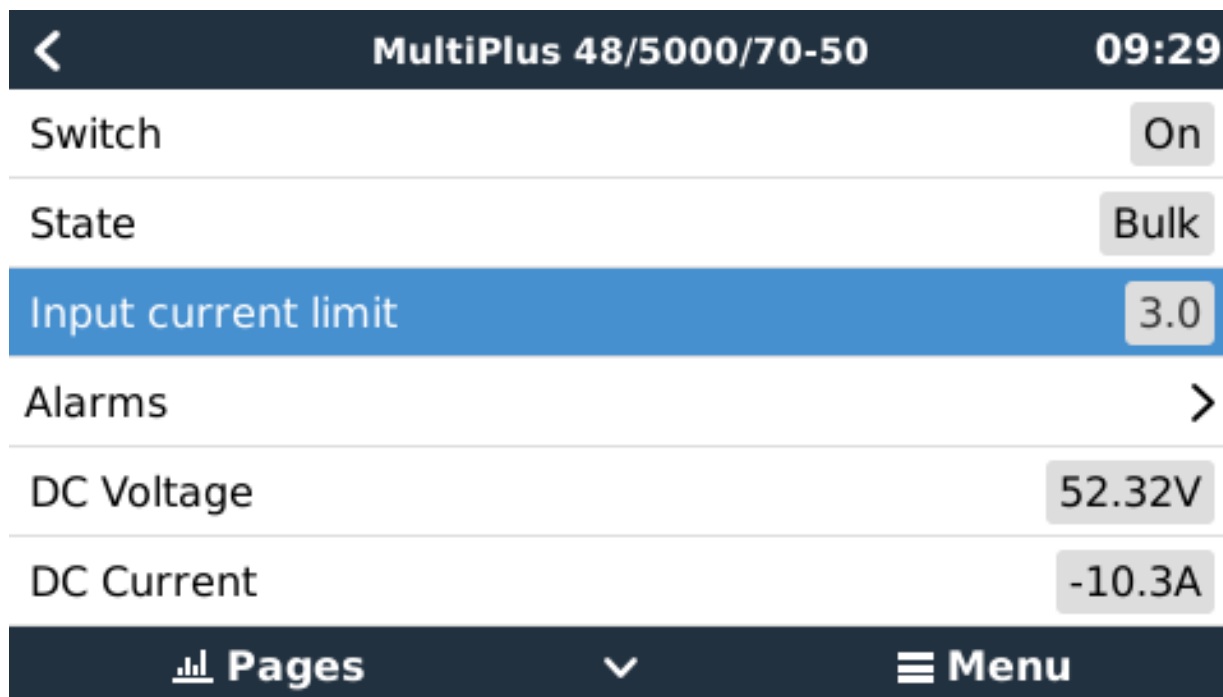 MultiPlus 48/5000/70-50 09:29
Switch On
State Bulk
Input current limit 3.0
Alarms
DC Voltage 52.32V
DC Current -10.3A
Pages Menu